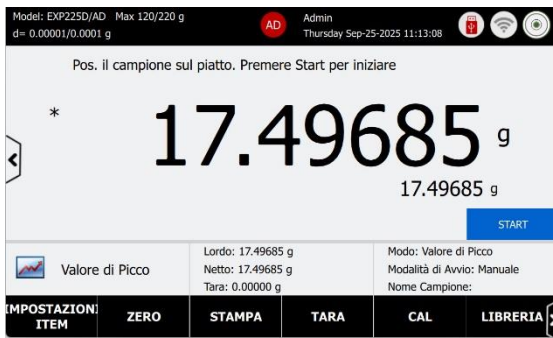 Model: EXP225D/AD Max 120/220 g
d= 0.00001/0.0001 g
AD
Admin
Thursday Sep-25-2025 11:13:08
Pos. il campione sul piatto. Premere Start per iniziare
*
17.49685 g
17.49685 g
START
Valore di Picco
Lordo: 17.49685 g
Netto: 17.49685 g
Tara: 0.00000 g
Modo: Valore di Picco
Modalità di Avvio: Manuale
Nome Campione:
IMPOSTAZIONI
ITEM
ZERO
STAMPA
TARA
CAL
LIBRERIA